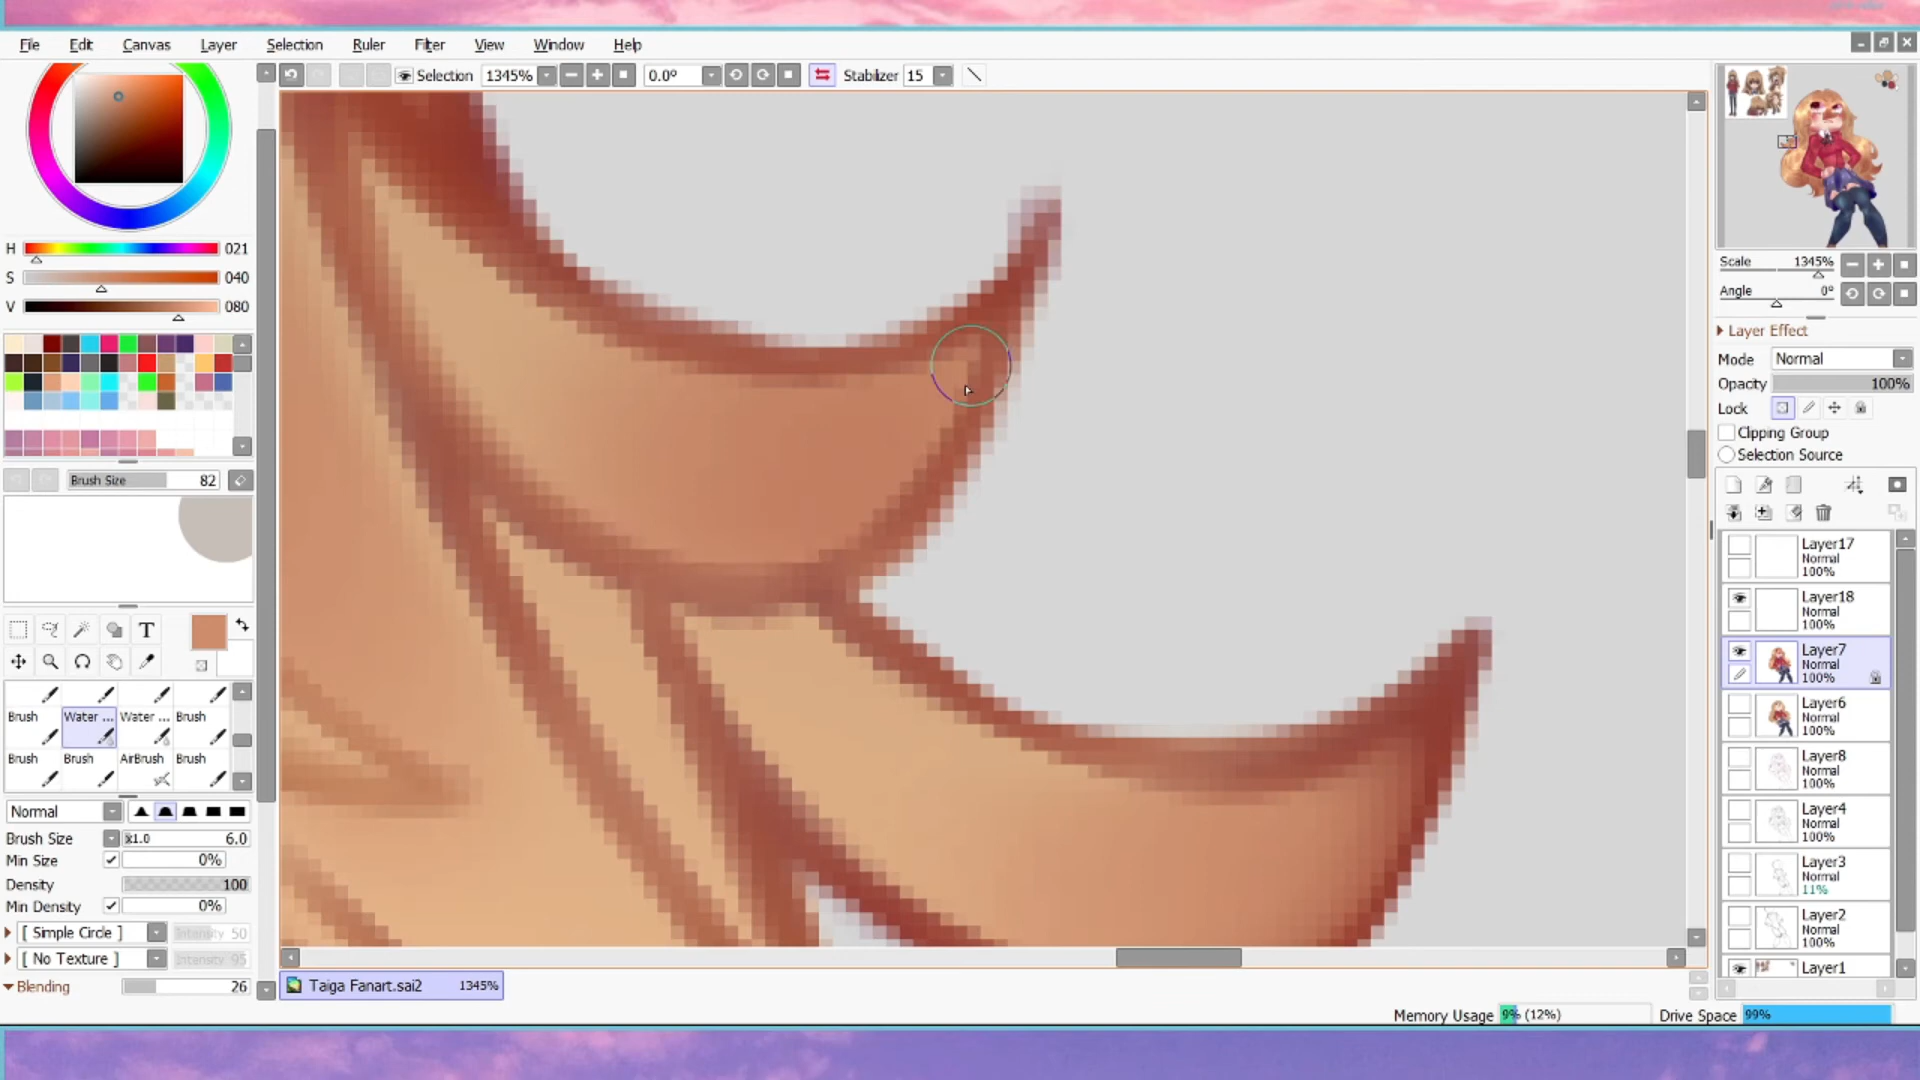 File Edit Canvas Layer Selection Ruler Filter View Window Help
Selection 1345% 0.0º Stabilizer 15
H 021
S 040
V 080
Brush Size 82
T
Brush Water ... Water ... Brush
Brush Brush AirBrush Brush
Normal
Brush Size x1.0 6.0
Min Size 0%
Density 100
Min Density 0%
[ Simple Circle ] Intensity 50
[ No Texture ] Intensity 95
Blending 26
Taiga Fanart.sai2 1345%
Scale 1345%
Angle 0º
Layer Effect
Mode Normal
Opacity 100%
Lock
Clipping Group
Selection Source
Layer17
Normal
100%
Layer18
Normal
100%
Layer7
Normal
100%
Layer6
Normal
100%
Layer8
Normal
100%
Layer4
Normal
100%
Layer3
Normal
11%
Layer2
Normal
100%
Layer1
Memory Usage 9% (12%) Drive Space 99%